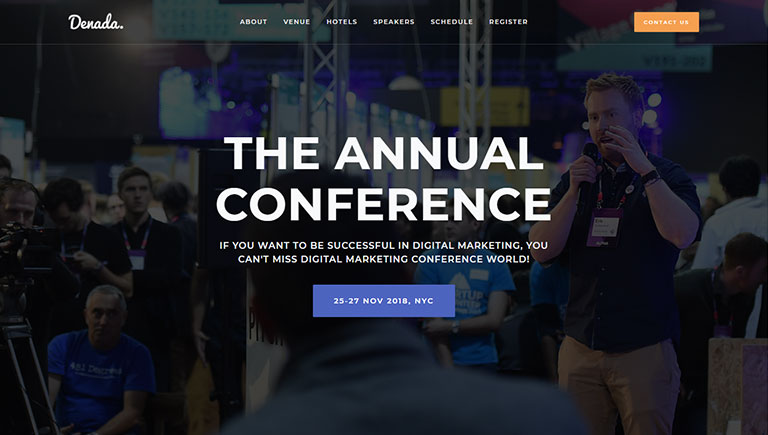 Denada.
ABOUT VENUE HOTELS SPEAKERS SCHEDULE REGISTER
CONTACT US
THE ANNUAL
CONFERENCE
IF YOU WANT TO BE SUCCESSFUL IN DIGITAL MARKETING, YOU
CAN'T MISS DIGITAL MARKETING CONFERENCE WORLD!
25-27 NOV 2018, NYC